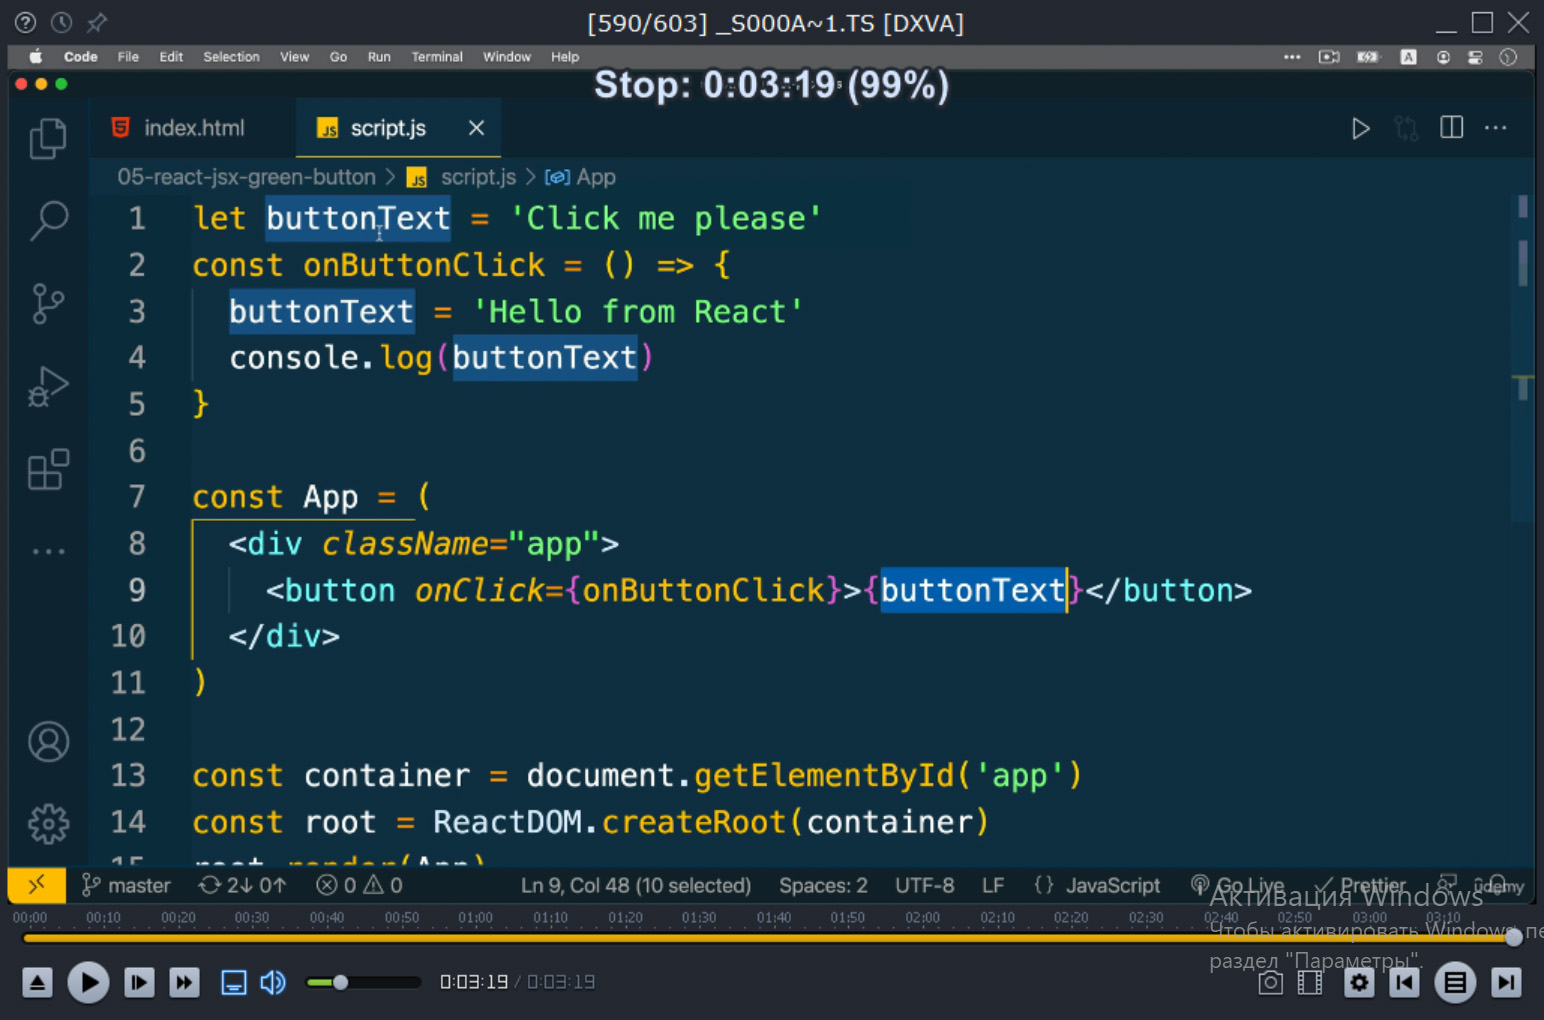 [590/603] _S000A~1.TS [DXVA]
Code File Edit Selection View Go Run Terminal Window Help
Stop: 0:03:19 (99%)
index.html script.js
05-react-jsx-green-button > JS script.js > App
1 let buttonText = 'Click me please'
2 const onButtonClick = () => {
3 buttonText = 'Hello from React'
4 console.log(buttonText)
5 }
6
7 const App = (
8 <div className="app">
9 <button onClick={onButtonClick}>{buttonText}</button>
10 </div>
11 )
12
13 const container = document.getElementById('app')
14 const root = ReactDOM.createRoot(container)
15 root.render(App)
master 2↓ 0↑ 0 0 Ln 9, Col 48 (10 selected) Spaces: 2 UTF-8 LF {} JavaScript Go Live Prettier ûdemy
Активация Windows
00:00 00:10 00:20 00:30 00:40 00:50 01:00 01:10 01:20 01:30 01:40 01:50 02:00 02:10 02:20 02:30 02:40 02:50 03:00 03:10
Чтобы активировать Windows, пе
раздел "Параметры".
0:03:19 / 0:03:19